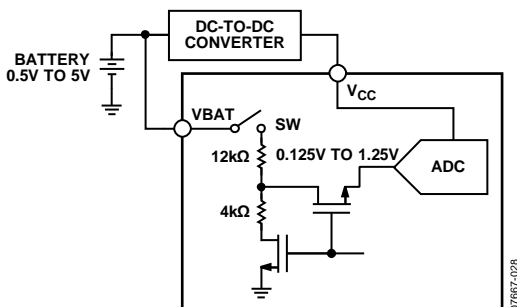 DC-TO-DC
CONVERTER
BATTERY
0.5V TO 5V
VCC
VBAT
SW
12kΩ
0.125V TO 1.25V
ADC
4kΩ
07667-028